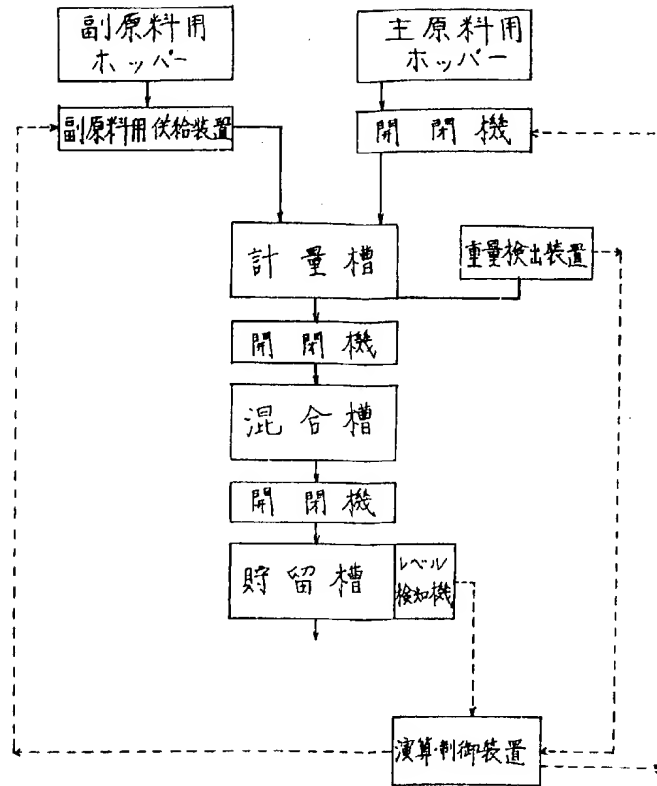 副原料用
ホッパー
主原料用
ホッパー
副原料用供給装置
開閉機
計量槽
重量検出装置
開閉機
混合槽
開閉機
貯留槽
レベル
検知機
演算・制御装置